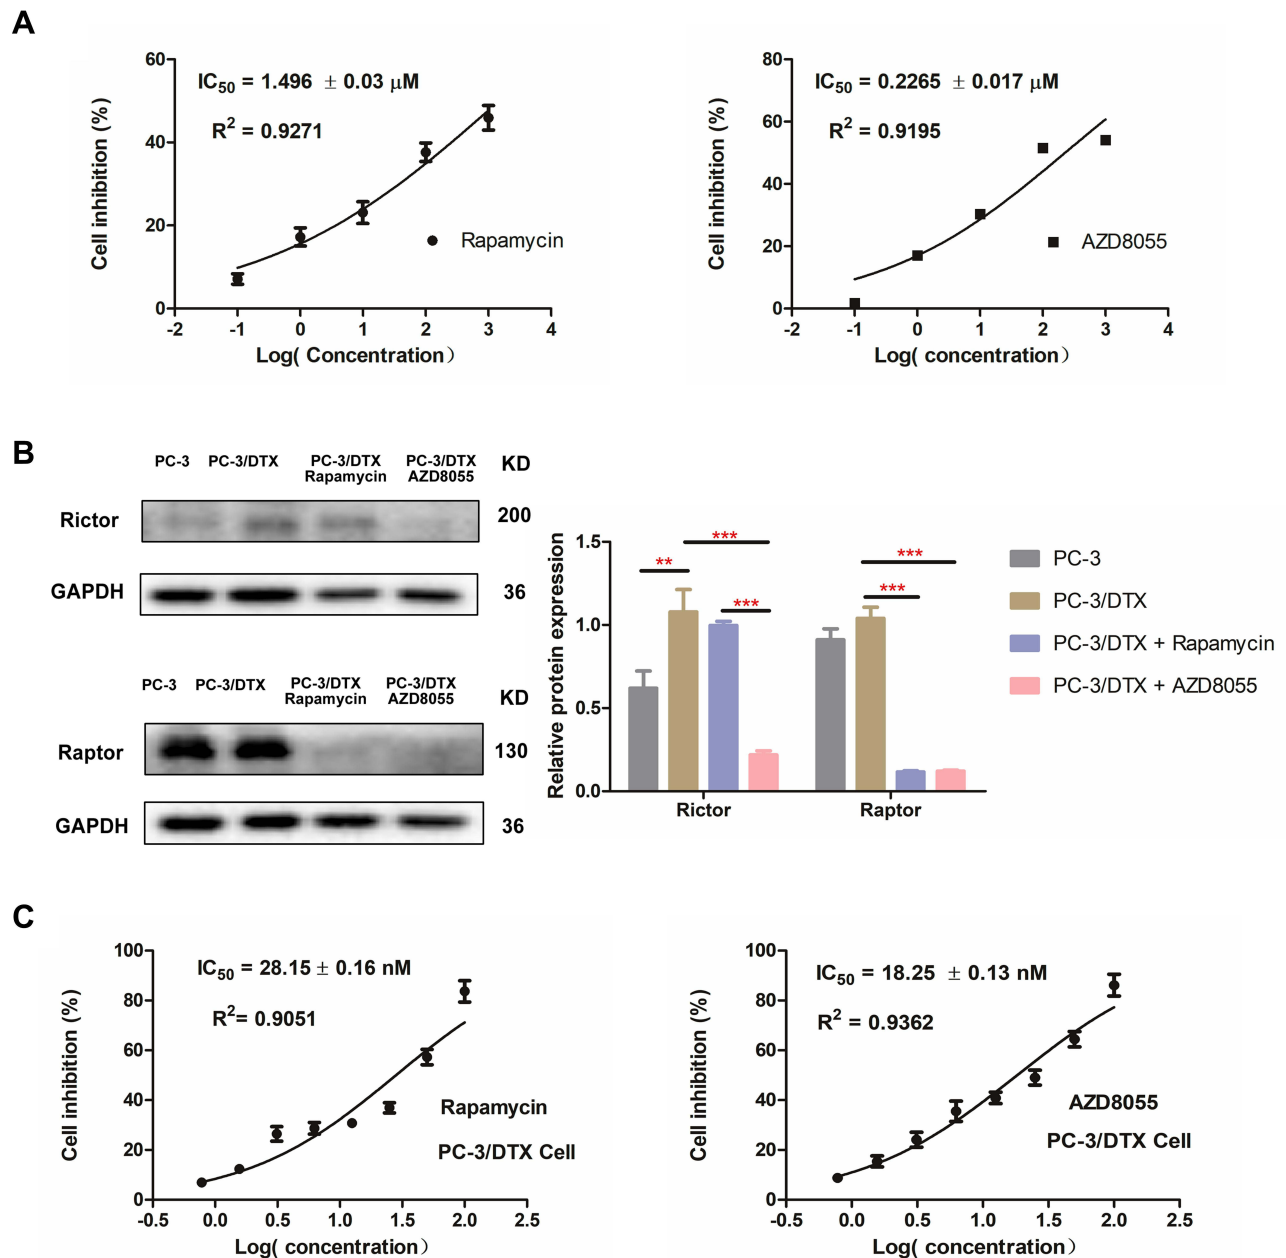 A
60
40
20
0
Cell inhibition (%)
IC50 = 1.496 ± 0.03 μM
R2 = 0.9271
Rapamycin
-2 -1 0 1 2 3 4
Log( Concentration）
80
60
40
20
0
Cell inhibition (%)
IC50 = 0.2265 ± 0.017 μM
R2 = 0.9195
AZD8055
-2 -1 0 1 2 3 4
Log( concentration）
B
PC-3 PC-3/DTX PC-3/DTX PC-3/DTX KD
Rapamycin AZD8055
Rictor 200
GAPDH 36
PC-3 PC-3/DTX PC-3/DTX PC-3/DTX KD
Rapamycin AZD8055
Raptor 130
GAPDH 36
Relative protein expression
1.5
1.0
0.5
0.0
** *** *** *** ***
Rictor Raptor
PC-3
PC-3/DTX
PC-3/DTX + Rapamycin
PC-3/DTX + AZD8055
C
100
80
60
40
20
0
Cell inhibition (%)
IC50 = 28.15 ± 0.16 nM
R2= 0.9051
Rapamycin
PC-3/DTX Cell
-0.5 0.0 0.5 1.0 1.5 2.0 2.5
Log( concentration）
100
80
60
40
20
0
Cell inhibition (%)
IC50 = 18.25 ± 0.13 nM
R2 = 0.9362
AZD8055
PC-3/DTX Cell
-0.5 0.0 0.5 1.0 1.5 2.0 2.5
Log( concentration）